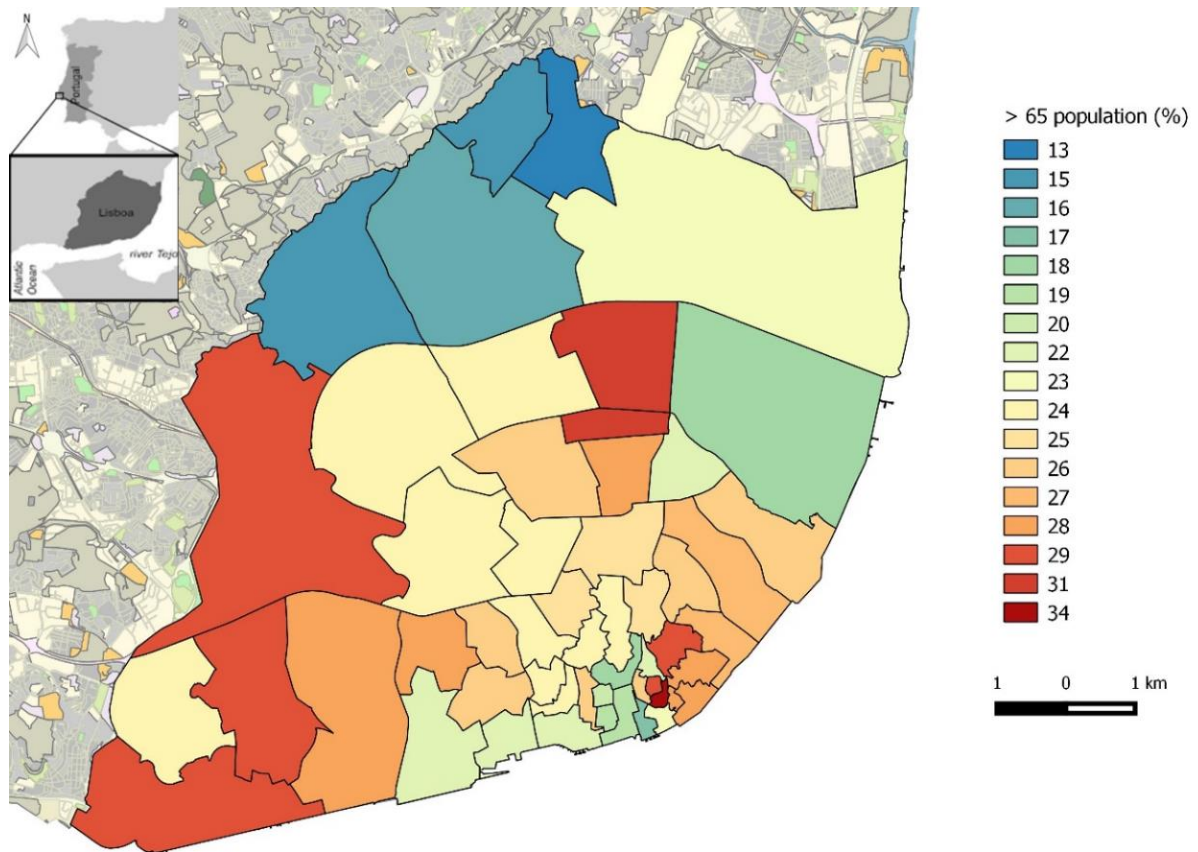 N
Portugal
Lisboa
river Tejo
Atlantic
Ocean
> 65 population (%)
13
15
16
17
18
19
20
22
23
24
25
26
27
28
29
31
34
1 0 1 km